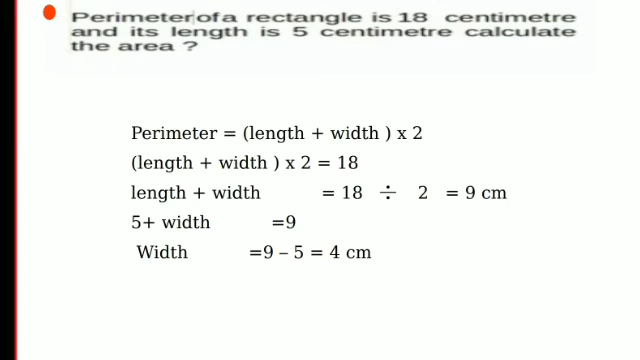 Perimeter of a rectangle is 18 centimetre
and its length is 5 centimetre calculate
the area ?
Perimeter = (length + width ) x 2
(length + width ) x 2 = 18
length + width = 18 ÷ 2 = 9 cm
5+ width =9
Width =9 – 5 = 4 cm